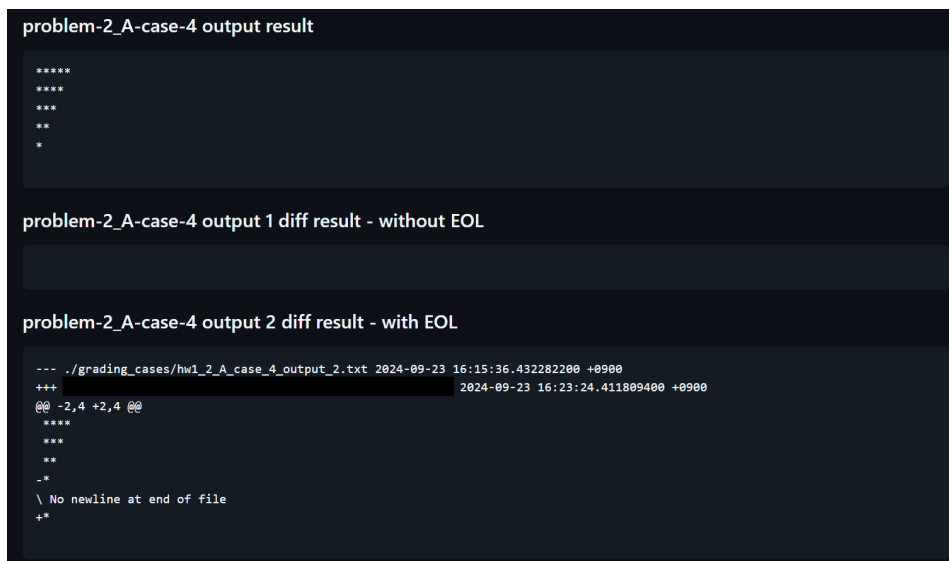 problem-2_A-case-4 output result
*****
****
***
**
*
problem-2_A-case-4 output 1 diff result - without EOL
problem-2_A-case-4 output 2 diff result - with EOL
--- ./grading_cases/hw1_2_A_case_4_output_2.txt 2024-09-23 16:15:36.432282200 +0900
+++ 2024-09-23 16:23:24.411809400 +0900
@@ -2,4 +2,4 @@
 ****
 ***
 **
-*
\ No newline at end of file
+*